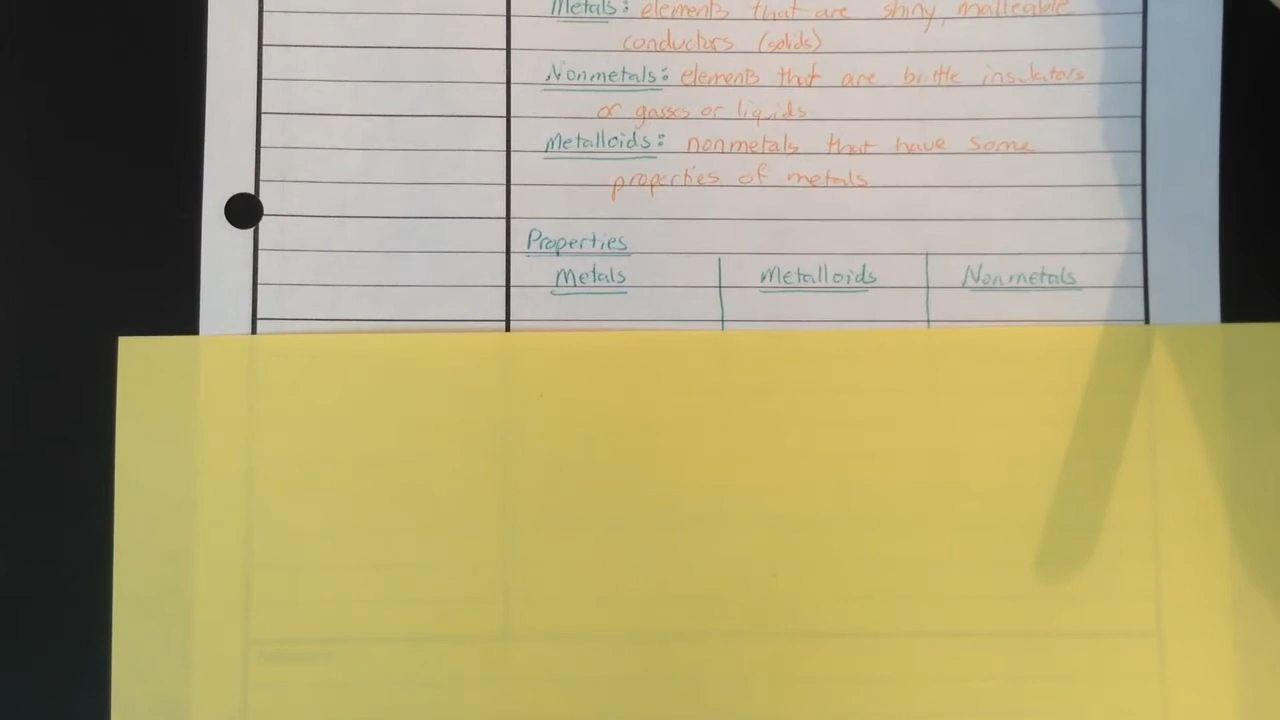 Metals: elements that are shiny, malleable
conductors (solids)
Nonmetals: elements that are brittle insulators
or gasses or liquids
Metalloids: nonmetals that have some
properties of metals
Properties
Metals Metalloids Nonmetals